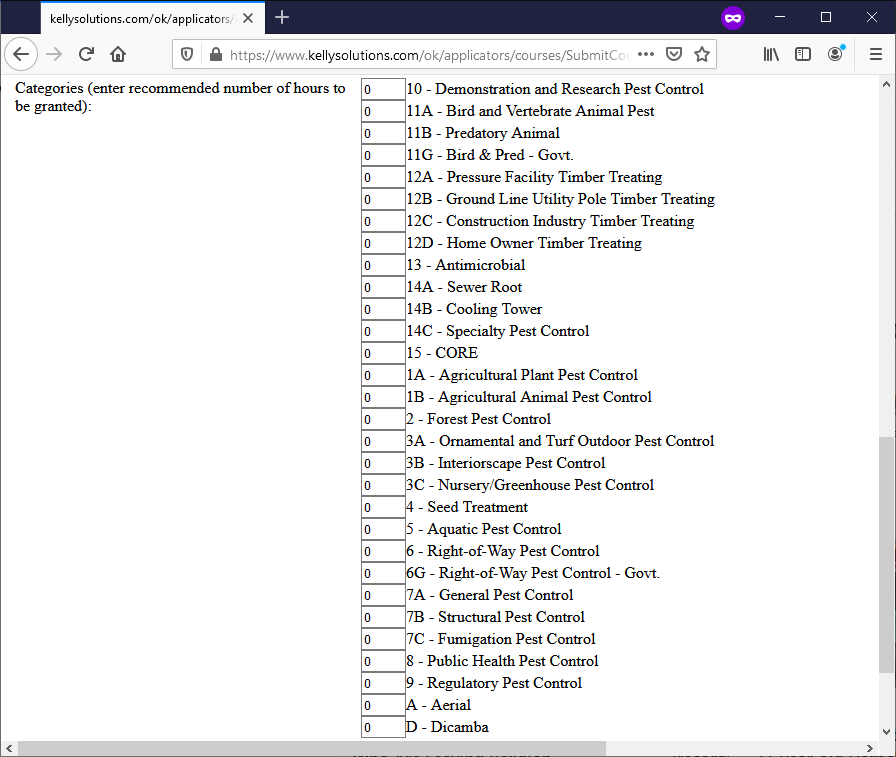 kellysolutions.com/ok/applicators/
https://www.kellysolutions.com/ok/applicators/courses/SubmitCou
Categories (enter recommended number of hours to
be granted):
0 10 - Demonstration and Research Pest Control
0 11A - Bird and Vertebrate Animal Pest
0 11B - Predatory Animal
0 11G - Bird & Pred - Govt.
0 12A - Pressure Facility Timber Treating
0 12B - Ground Line Utility Pole Timber Treating
0 12C - Construction Industry Timber Treating
0 12D - Home Owner Timber Treating
0 13 - Antimicrobial
0 14A - Sewer Root
0 14B - Cooling Tower
0 14C - Specialty Pest Control
0 15 - CORE
0 1A - Agricultural Plant Pest Control
0 1B - Agricultural Animal Pest Control
0 2 - Forest Pest Control
0 3A - Ornamental and Turf Outdoor Pest Control
0 3B - Interiorscape Pest Control
0 3C - Nursery/Greenhouse Pest Control
0 4 - Seed Treatment
0 5 - Aquatic Pest Control
0 6 - Right-of-Way Pest Control
0 6G - Right-of-Way Pest Control - Govt.
0 7A - General Pest Control
0 7B - Structural Pest Control
0 7C - Fumigation Pest Control
0 8 - Public Health Pest Control
0 9 - Regulatory Pest Control
0 A - Aerial
0 D - Dicamba